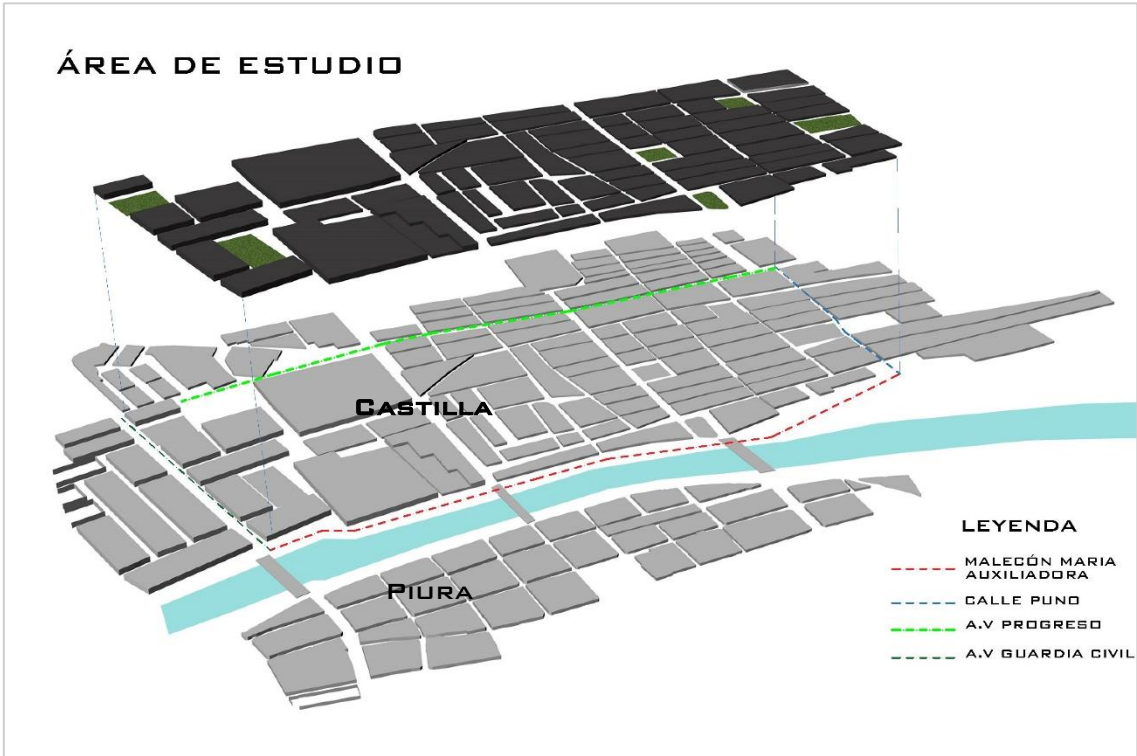 ÁREA DE ESTUDIO
CASTILLA
PIURA
LEYENDA
MALECÓN MARIA
AUXILIADORA
CALLE PUNO
A.V PROGRESO
A.V GUARDIA CIVIL